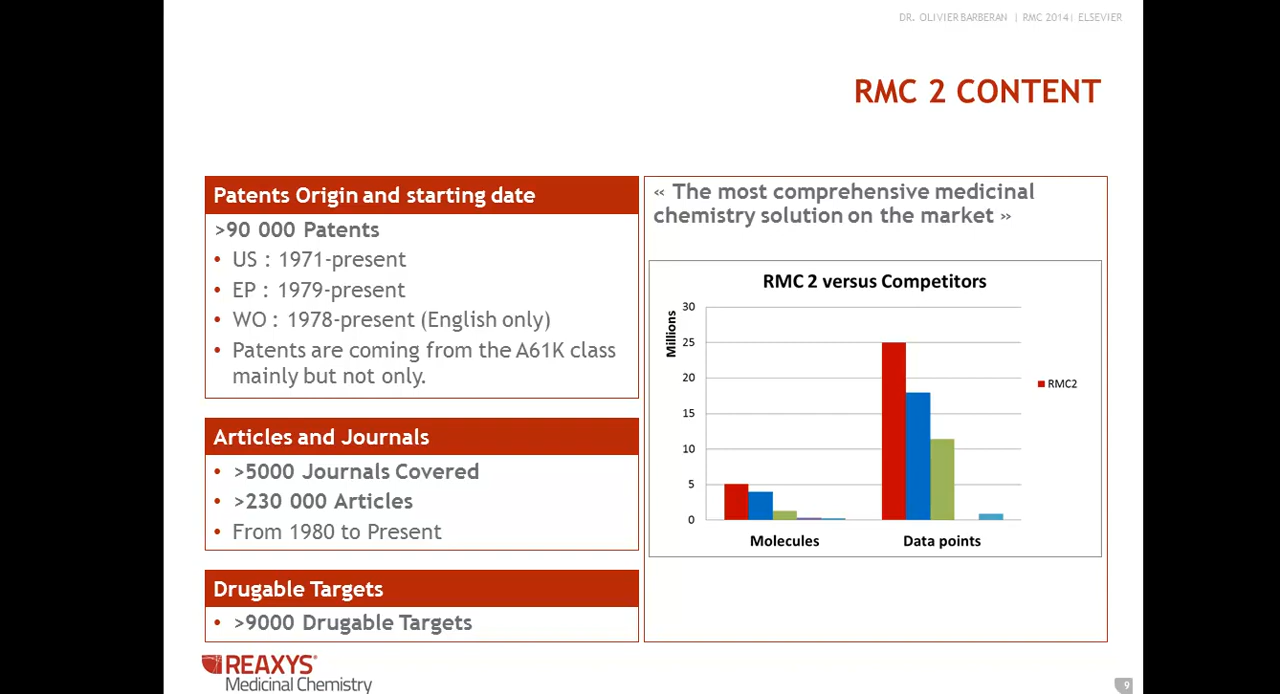 DR. OLIVIER BARBERAN | RMC 2014| ELSEVIER
RMC 2 CONTENT
Patents Origin and starting date
>90 000 Patents
• US : 1971-present
• EP : 1979-present
• WO : 1978-present (English only)
• Patents are coming from the A61K class
mainly but not only.
Articles and Journals
• >5000 Journals Covered
• >230 000 Articles
• From 1980 to Present
Drugable Targets
• >9000 Drugable Targets
« The most comprehensive medicinal
chemistry solution on the market »
RMC 2 versus Competitors
Millions
30
25
20
15
10
5
0
Molecules
Data points
RMC2
REAXYS®
Medicinal Chemistry
9